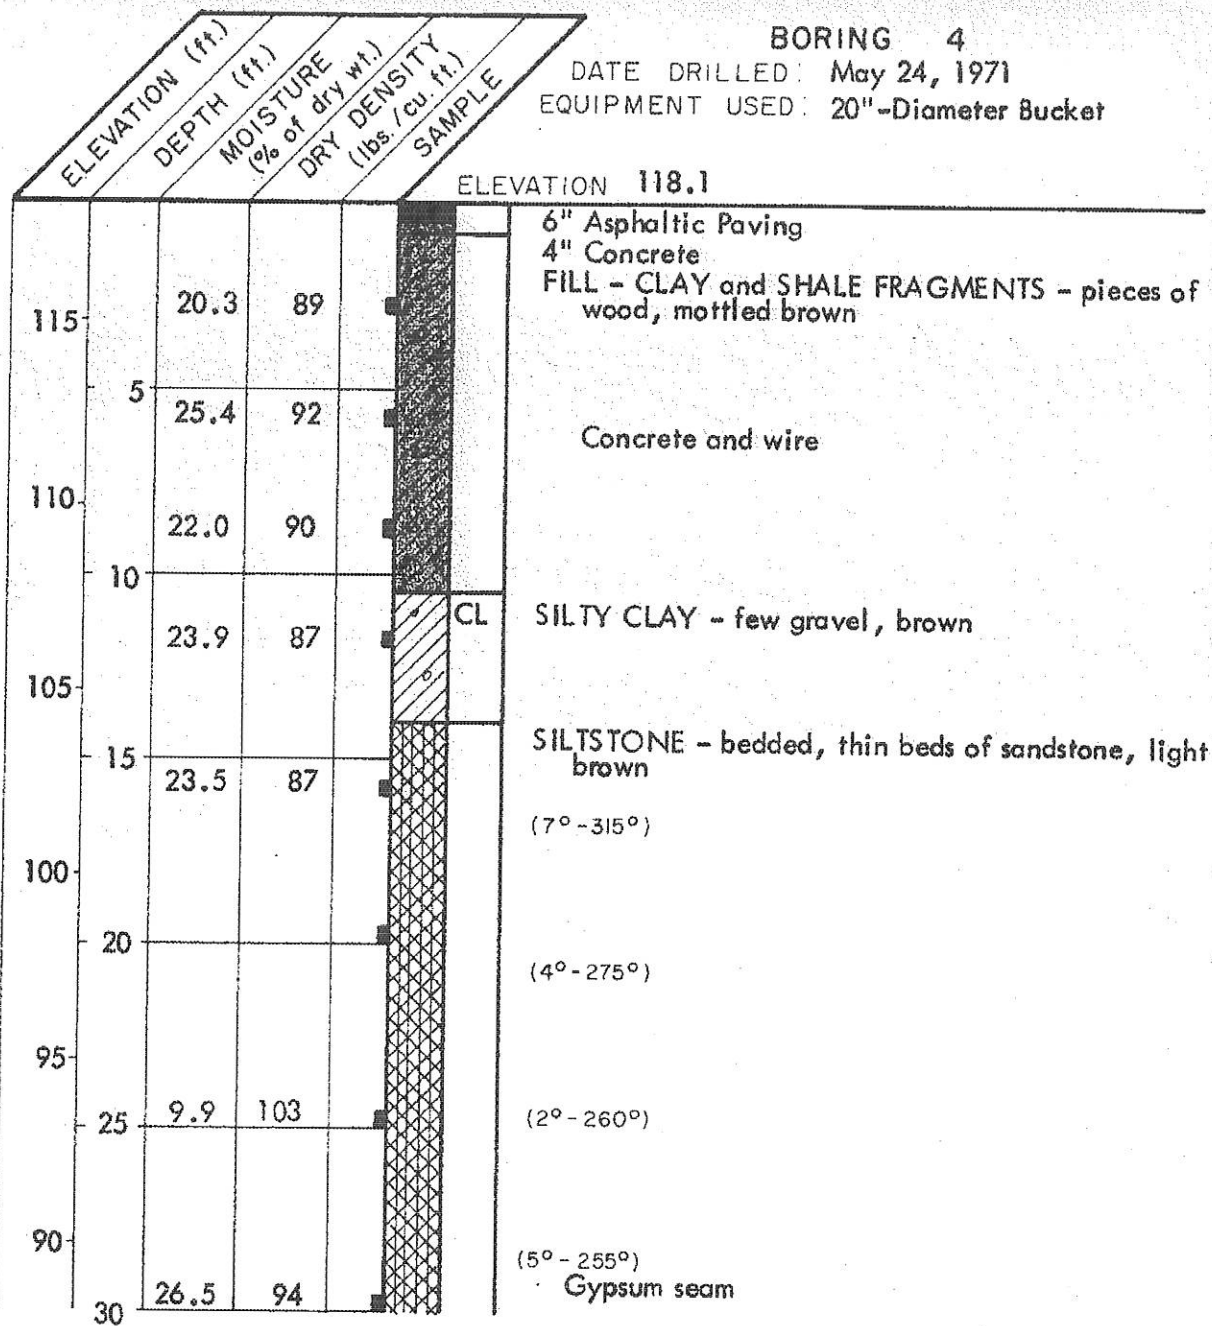 BORING 4
DATE DRILLED: May 24, 1971
EQUIPMENT USED: 20"-Diameter Bucket
ELEVATION (ft.)
DEPTH (ft.)
MOISTURE
(% of dry wt.)
DRY DENSITY
(lbs./cu. ft.)
SAMPLE
ELEVATION 118.1
6" Asphaltic Paving
4" Concrete
FILL - CLAY and SHALE FRAGMENTS - pieces of
wood, mottled brown
20.3 89
115
5
25.4 92
Concrete and wire
110
22.0 90
10
CL SILTY CLAY - few gravel, brown
23.9 87
105
SILTSTONE - bedded, thin beds of sandstone, light
brown
15
23.5 87
(7°-315°)
100
20
(4°-275°)
95
9.9 103
25
(2°-260°)
90
(5°-255°)
Gypsum seam
26.5 94
30